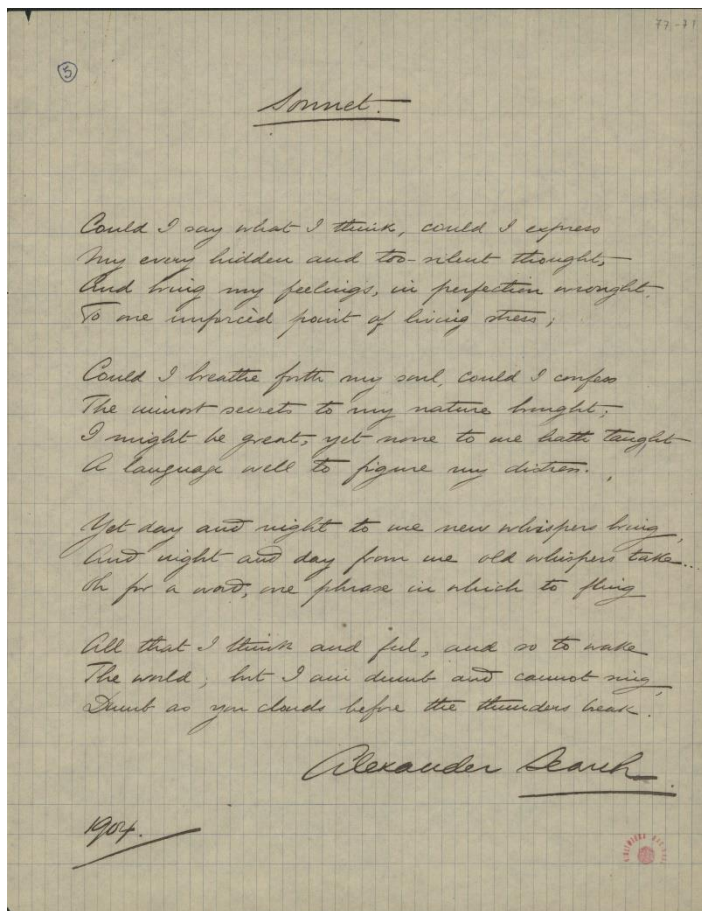 77-71
5
Sonnet.
Could I say what I think, could I express
My every hidden and too-silent thought,
And bring my feelings, in perfection wrought,
To one unforcèd point of living stress;
Could I breathe forth my soul, could I confess
The inmost secrets to my nature brought;
I might be great, yet none to me hath taught
A language well to figure my distress.
Yet day and night to me new whispers bring,
And night and day from me old whispers take...
Oh for a word, one phrase in which to fling
All that I think and feel, and so to wake
The world; but I am dumb and cannot sing,
Dumb as yon clouds before the thunders break.
Alexander Search.
1904.